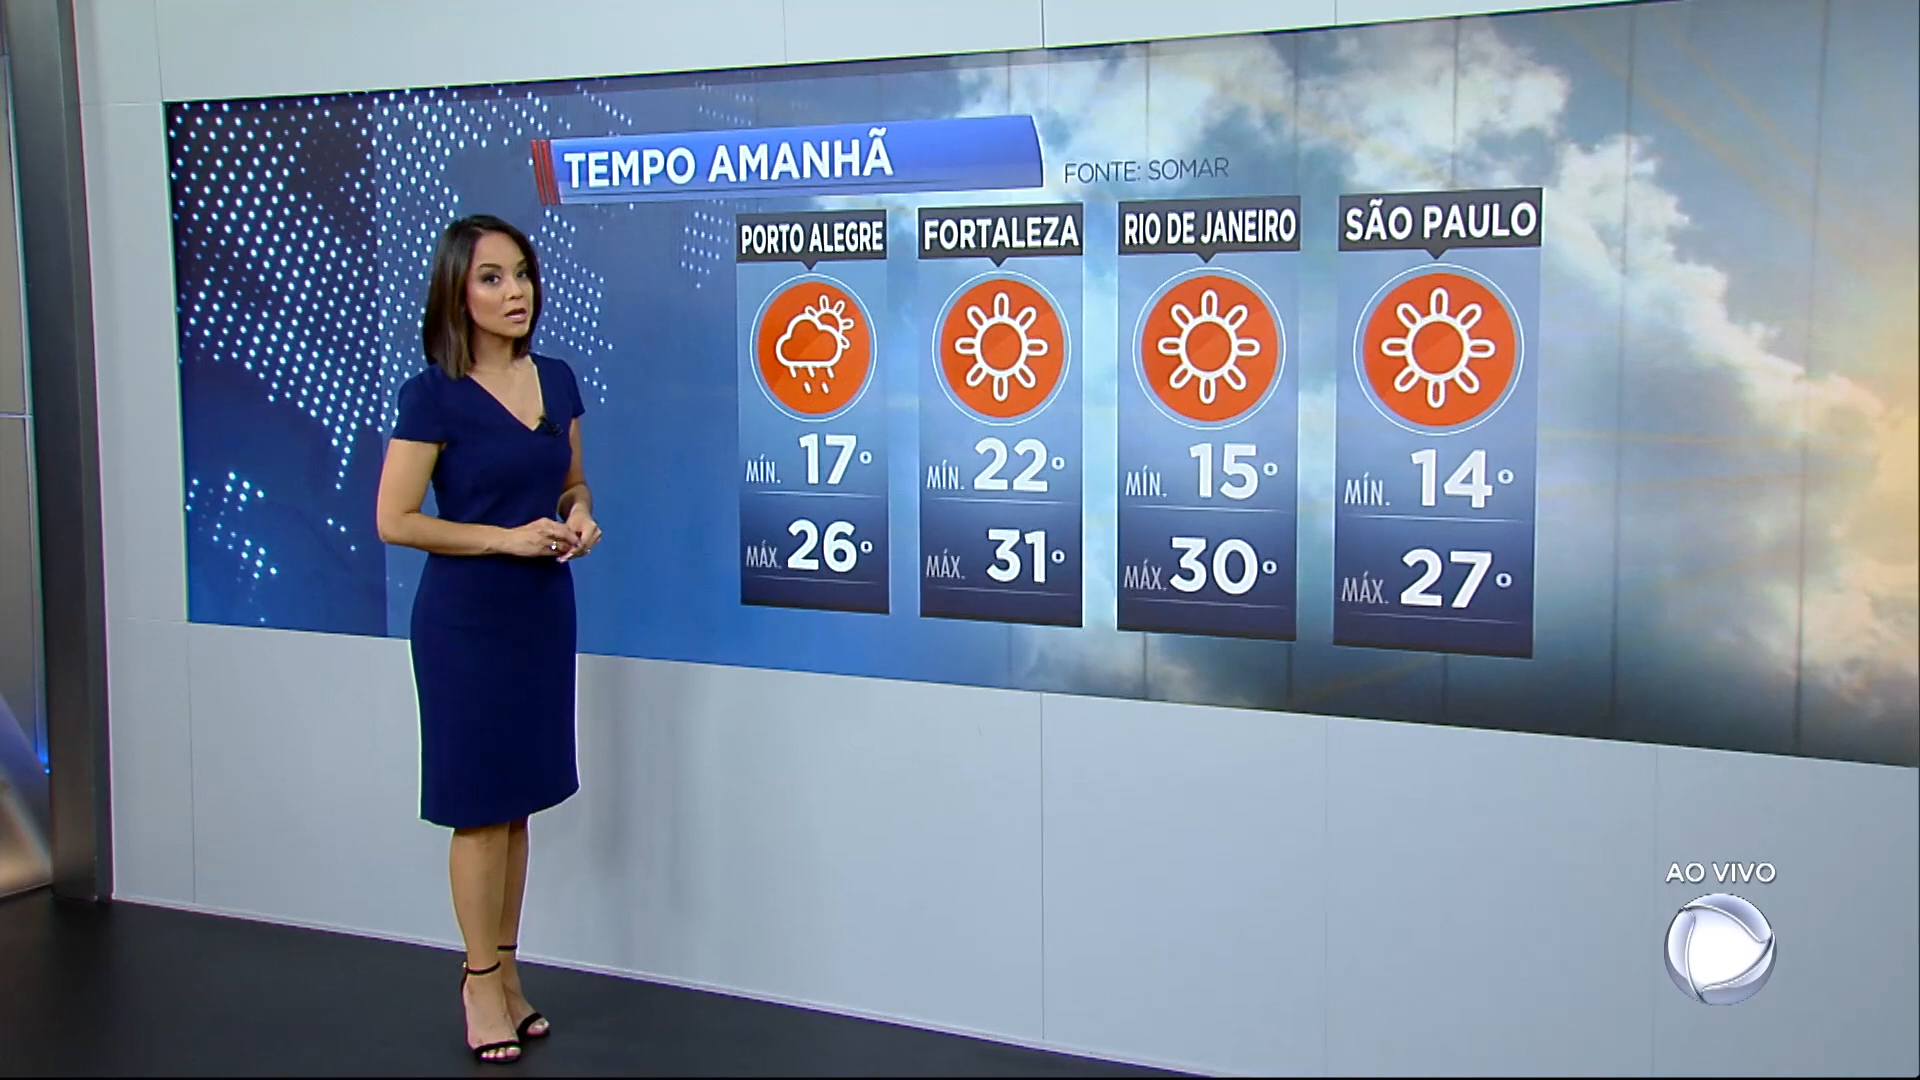 TEMPO AMANHÃ
FONTE: SOMAR
PORTO ALEGRE
MÍN. 17°
MÁX. 26°
FORTALEZA
MÍN. 22°
MÁX. 31°
RIO DE JANEIRO
MÍN. 15°
MÁX. 30°
SÃO PAULO
MÍN. 14°
MÁX. 27°
AO VIVO